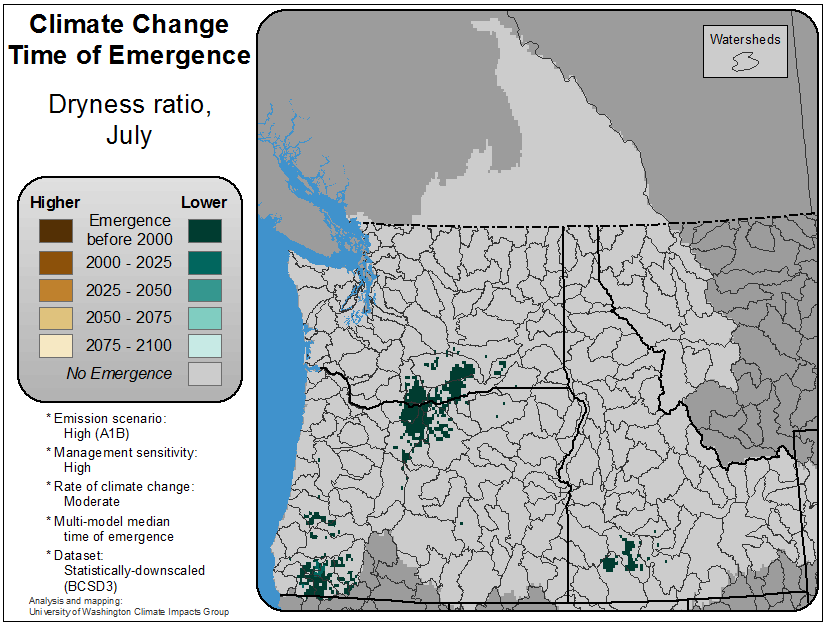 Climate Change
Time of Emergence
Dryness ratio,
July
Higher
Lower
Emergence
before 2000
2000 - 2025
2025 - 2050
2050 - 2075
2075 - 2100
No Emergence
* Emission scenario:
High (A1B)
* Management sensitivity:
High
* Rate of climate change:
Moderate
* Multi-model median
time of emergence
* Dataset:
Statistically-downscaled
(BCSD3)
Analysis and mapping:
University of Washington Climate Impacts Group
Watersheds